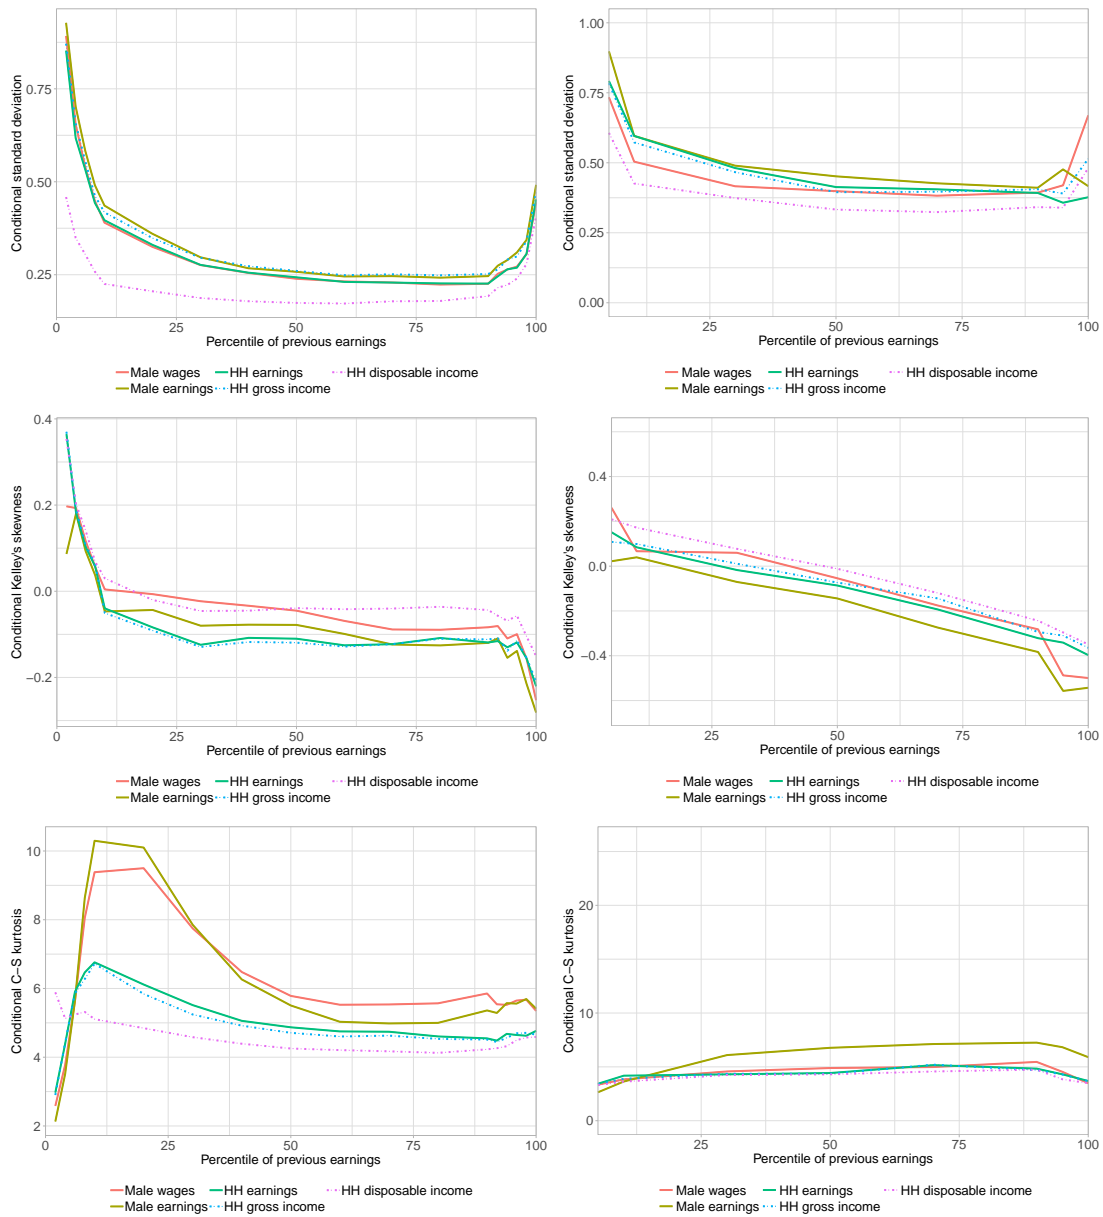 Conditional standard deviation
0.75
0.50
0.25
0 25 50 75 100
Percentile of previous earnings
Male wages HH earnings HH disposable income
Male earnings HH gross income
Conditional standard deviation
1.00
0.75
0.50
0.25
0.00
25 50 75 100
Percentile of previous earnings
Male wages HH earnings HH disposable income
Male earnings HH gross income
Conditional Kelley's skewness
0.4
0.2
0.0
−0.2
0 25 50 75 100
Percentile of previous earnings
Male wages HH earnings HH disposable income
Male earnings HH gross income
Conditional Kelley's skewness
0.4
0.0
−0.4
25 50 75 100
Percentile of previous earnings
Male wages HH earnings HH disposable income
Male earnings HH gross income
Conditional C−S kurtosis
10
8
6
4
2
0 25 50 75 100
Percentile of previous earnings
Male wages HH earnings HH disposable income
Male earnings HH gross income
Conditional C−S kurtosis
20
10
0
25 50 75 100
Percentile of previous earnings
Male wages HH earnings HH disposable income
Male earnings HH gross income